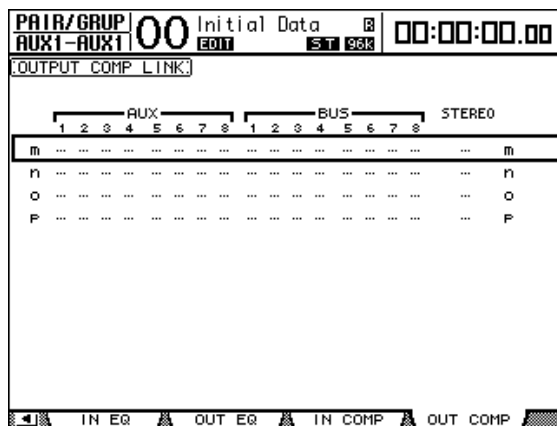 PAIR/GRUP 00 Initial Data R 00:00:00.00
AUX1-AUX1 EDIT ST 96k
OUTPUT COMP LINK
AUX BUS STEREO
1 2 3 4 5 6 7 8 1 2 3 4 5 6 7 8
m ... ... ... ... ... ... ... ... ... ... ... ... ... ... ... ... ... m
n ... ... ... ... ... ... ... ... ... ... ... ... ... ... ... ... ... n
o ... ... ... ... ... ... ... ... ... ... ... ... ... ... ... ... ... o
p ... ... ... ... ... ... ... ... ... ... ... ... ... ... ... ... ... p
IN EQ OUT EQ IN COMP OUT COMP